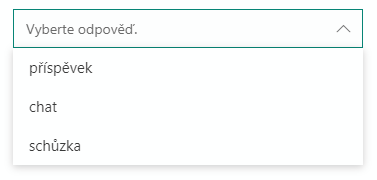 Vyberte odpověď.
příspěvek
chat
schůzka